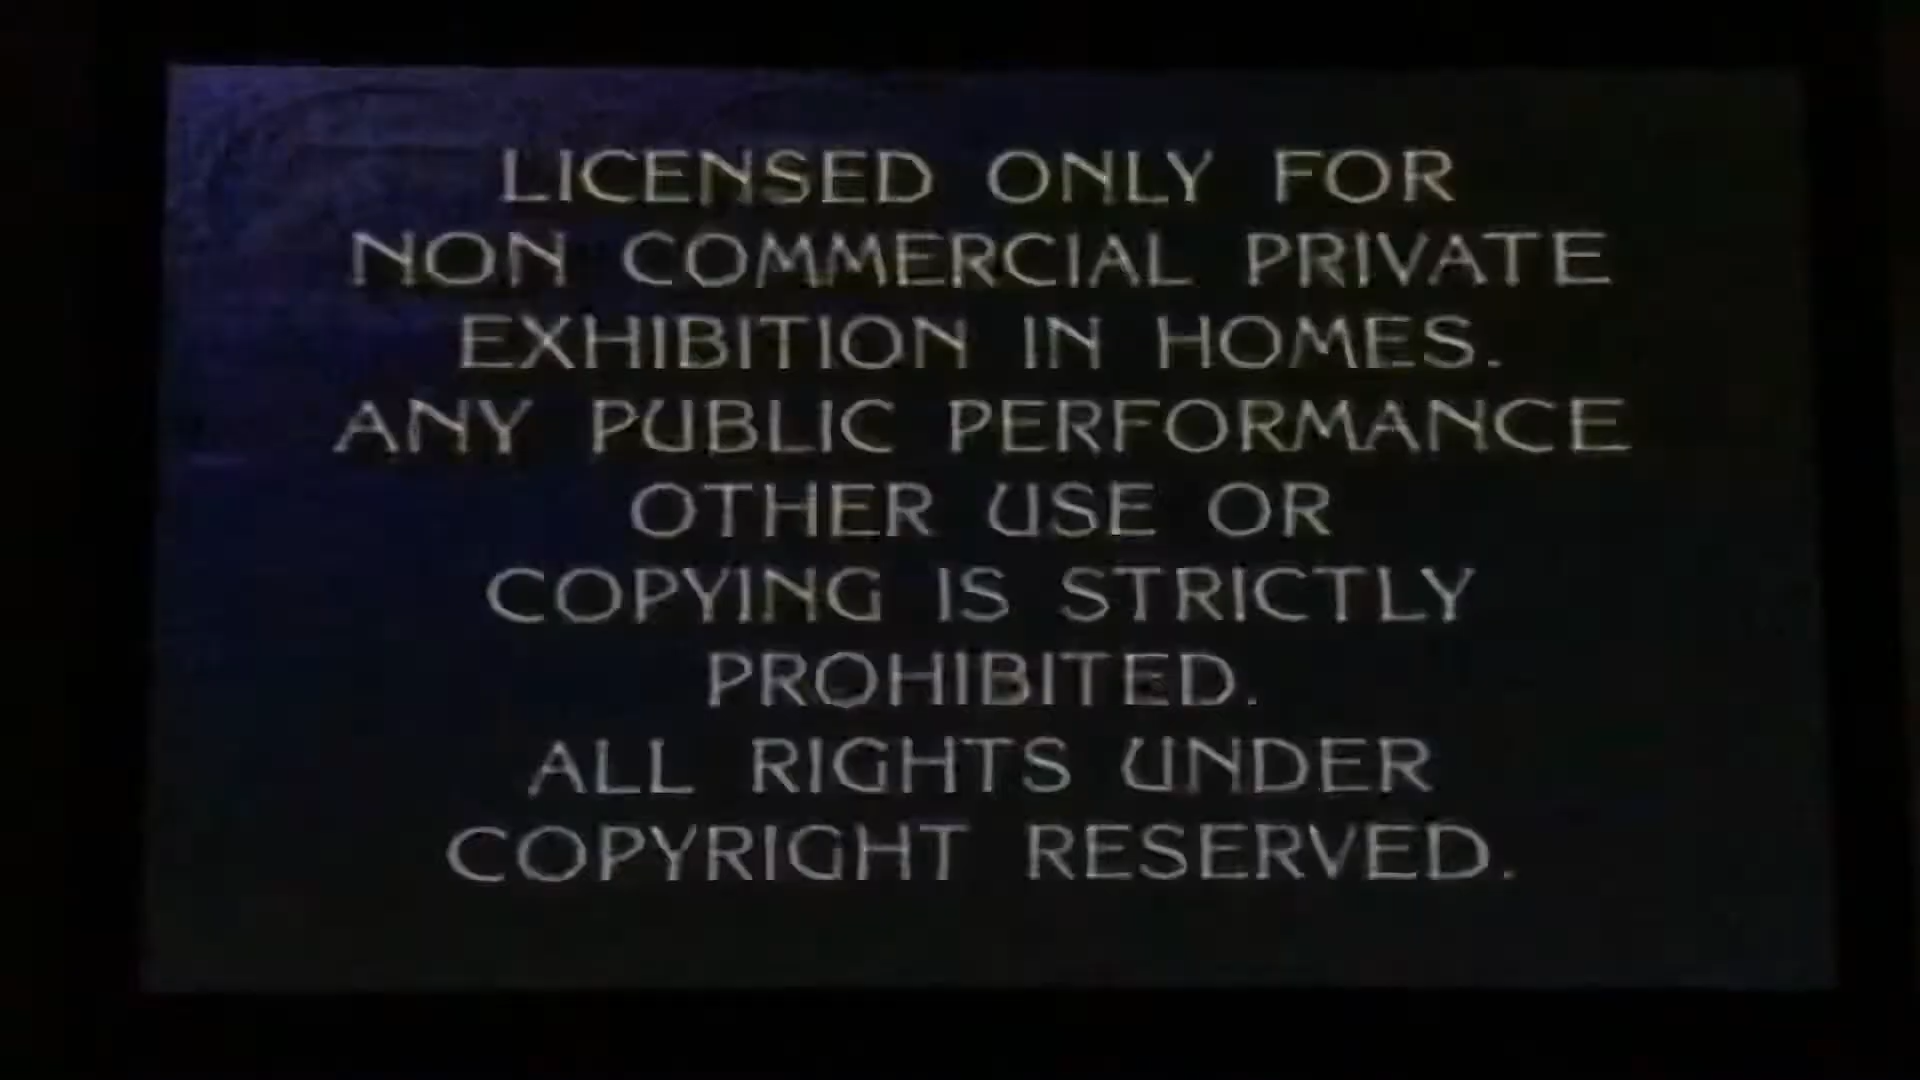 LICENSED ONLY FOR
NON COMMERCIAL PRIVATE
EXHIBITION IN HOMES.
ANY PUBLIC PERFORMANCE
OTHER USE OR
COPYING IS STRICTLY
PROHIBITED.
ALL RIGHTS UNDER
COPYRIGHT RESERVED.